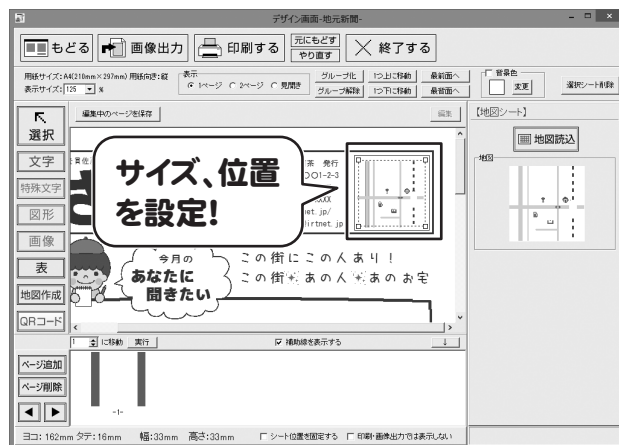 デザイン画面-地元新聞-
もどる 画像出力 印刷する 元にもどす やり直す 終了する
用紙サイズ:A4(210mm×297mm) 用紙向き:縦
表示サイズ: 125 %
表示
1ページ 2ページ 見開き
グループ化 1つ上に移動 最前面へ
グループ解除 1つ下に移動 最背面へ
背景色
変更
選択シート削除
選択
文字
特殊文字
図形
画像
表
地図作成
QRコード
編集中のページを保存 編集
サイズ、位置
を設定!
茶 発行
〇〇1-2-3
今月の
あなたに
聞きたい
この街にこの人あり!
この街 あの人 あのお宅
【地図シート】
地図読込
地図
1 に移動 実行 補助線を表示する ↓
ページ追加
ページ削除
-1-
ヨコ: 162mm タテ:16mm 幅:33mm 高さ:33mm シート位置を固定する 印刷・画像出力では表示しない